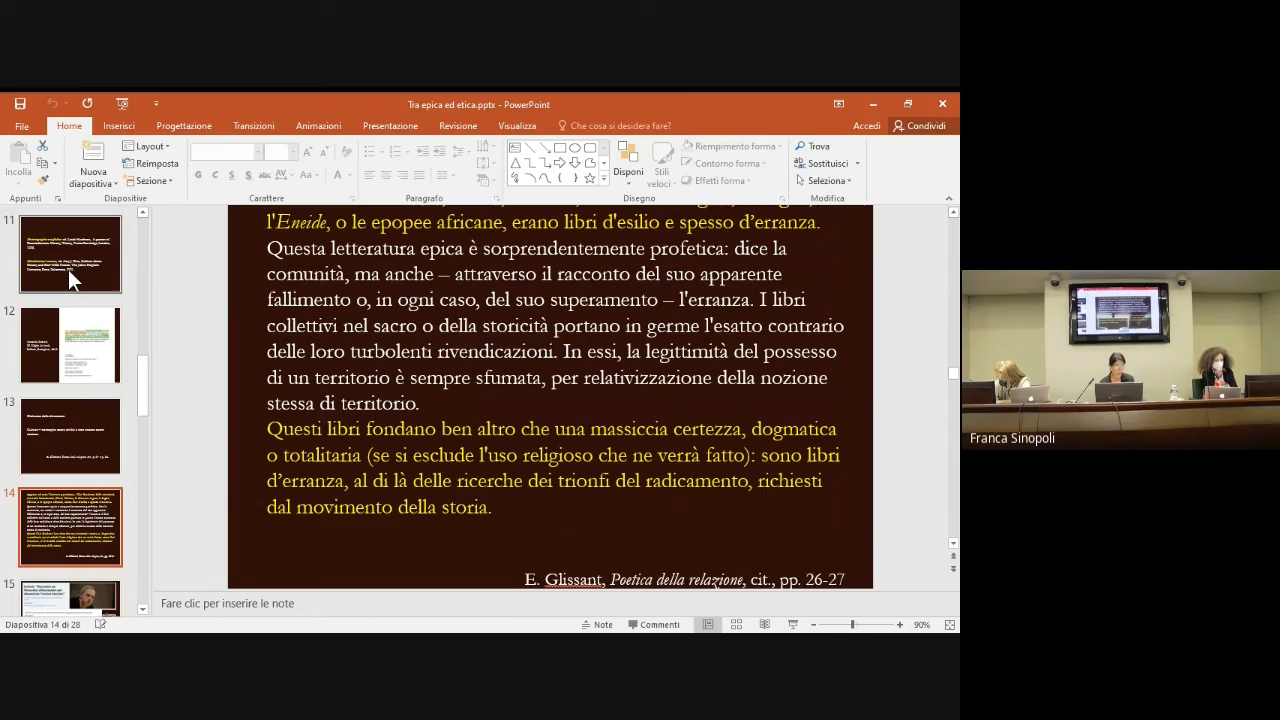 Tra epica ed etica.pptx - PowerPoint
File Home Inserisci Progettazione Transizioni Animazioni Presentazione Revisione Visualizza Che cosa si desidera fare? Accedi Condividi
Incolla
Nuova
diapositiva
Layout
Reimposta
Sezione
G C S S abc AV Aa A
Disponi
Stili
veloci
Riempimento forma
Contorno forma
Effetti forma
Trova
Sostituisci
Seleziona
Appunti Diapositive Carattere Paragrafo Disegno Modifica
11
12
13
14
15
l'Eneide, o le epopee africane, erano libri d'esilio e spesso d’erranza.
Questa letteratura epica è sorprendentemente profetica: dice la
comunità, ma anche – attraverso il racconto del suo apparente
fallimento o, in ogni caso, del suo superamento – l'erranza. I libri
collettivi nel sacro o della storicità portano in germe l'esatto contrario
delle loro turbolenti rivendicazioni. In essi, la legittimità del possesso
di un territorio è sempre sfumata, per relativizzazione della nozione
stessa di territorio.
Questi libri fondano ben altro che una massiccia certezza, dogmatica
o totalitaria (se si esclude l'uso religioso che ne verrà fatto): sono libri
d’erranza, al di là delle ricerche dei trionfi del radicamento, richiesti
dal movimento della storia.
E. Glissant, Poetica della relazione, cit., pp. 26-27
Fare clic per inserire le note
Diapositiva 14 di 28 Note Commenti 90%
Franca Sinopoli